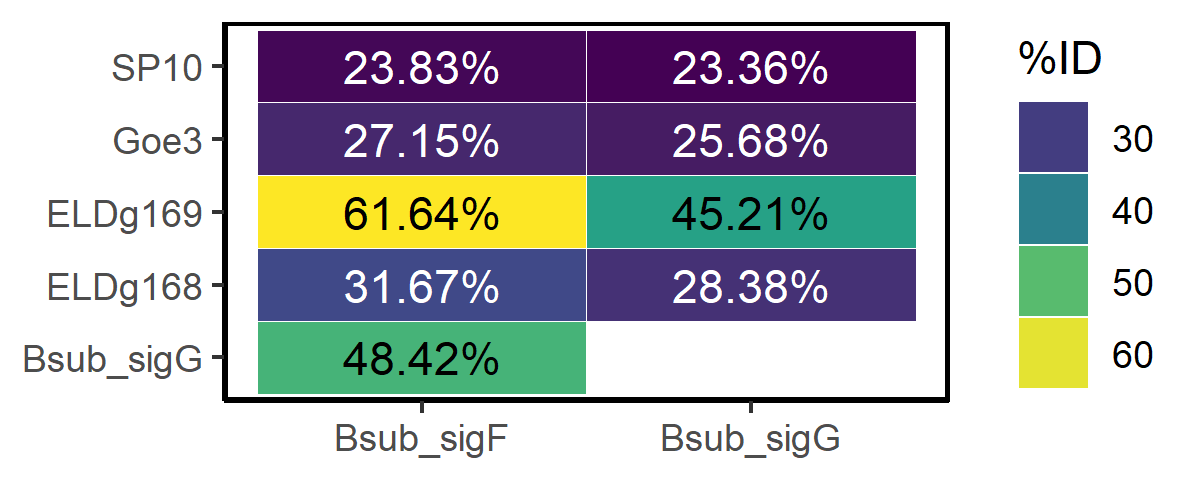 SP10 23.83% 23.36%
Goe3 27.15% 25.68%
ELDg169 61.64% 45.21%
ELDg168 31.67% 28.38%
Bsub_sigG 48.42%
Bsub_sigF Bsub_sigG
%ID
30
40
50
60